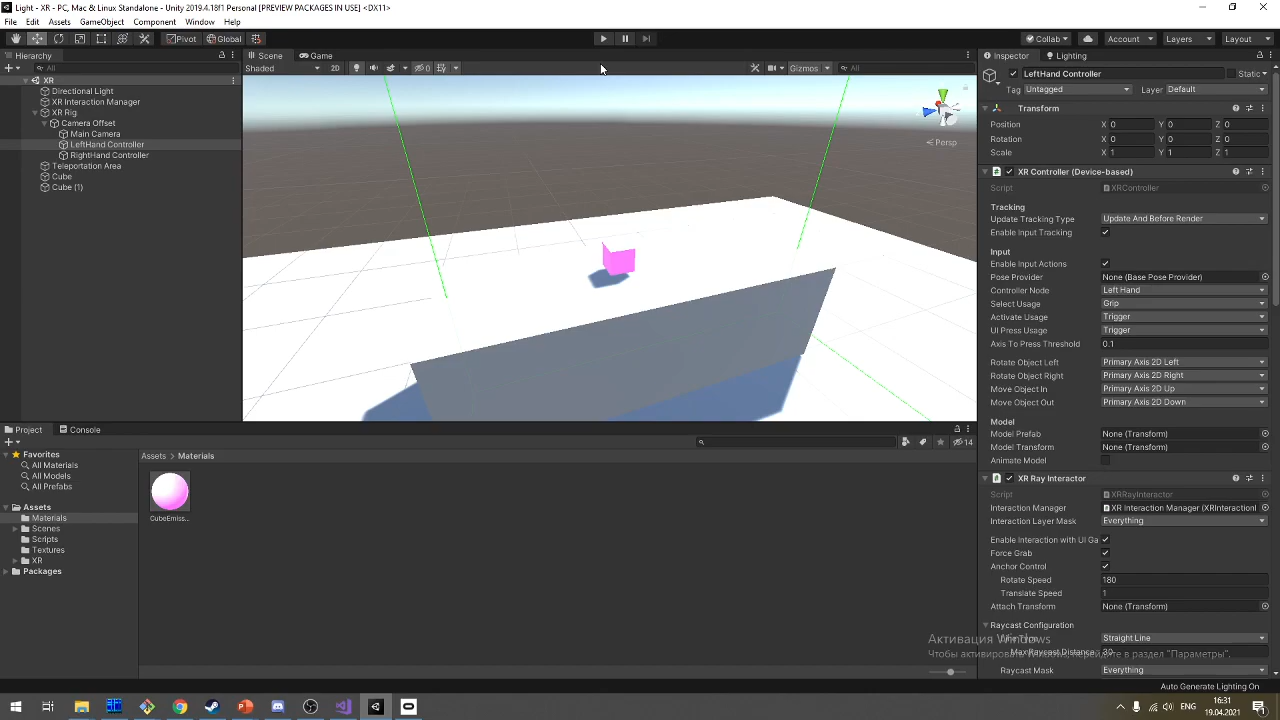 Light - XR - PC, Mac & Linux Standalone - Unity 2019.4.18f1 Personal [PREVIEW PACKAGES IN USE] <DX11>
File Edit Assets GameObject Component Window Help
Pivot Global Collab Account Layers Layout
Hierarchy
All
XR
Directional Light
XR Interaction Manager
XR Rig
Camera Offset
Main Camera
LeftHand Controller
RightHand Controller
Teleportation Area
Cube
Cube (1)
Scene Game
Shaded 2D 0 Gizmos All
Persp
Inspector Lighting
LeftHand Controller Static
Tag Untagged Layer Default
Transform
Position X 0 Y 0 Z 0
Rotation X 0 Y 0 Z 0
Scale X 1 Y 1 Z 1
XR Controller (Device-based)
Script XRController
Tracking
Update Tracking Type Update And Before Render
Enable Input Tracking
Input
Enable Input Actions
Pose Provider None (Base Pose Provider)
Controller Node Left Hand
Select Usage Grip
Activate Usage Trigger
UI Press Usage Trigger
Axis To Press Threshold 0.1
Rotate Object Left Primary Axis 2D Left
Rotate Object Right Primary Axis 2D Right
Move Object In Primary Axis 2D Up
Move Object Out Primary Axis 2D Down
Model
Model Prefab None (Transform)
Model Transform None (Transform)
Animate Model
XR Ray Interactor
Script XRRayInteractor
Interaction Manager XR Interaction Manager (XRInteractionI
Interaction Layer Mask Everything
Enable Interaction with UI Ga
Force Grab
Anchor Control
Rotate Speed 180
Translate Speed 1
Attach Transform None (Transform)
Raycast Configuration
Line Type Straight Line
Max Raycast Distance 30
Raycast Mask Everything
Активация Windows
Чтобы активировать Windows, перейдите в раздел "Параметры".
Auto Generate Lighting On
Project Console
14
Favorites
All Materials
All Models
All Prefabs
Assets
Materials
Scenes
Scripts
Textures
XR
Packages
Assets Materials
CubeEmiss...
16:31
19.04.2021
1